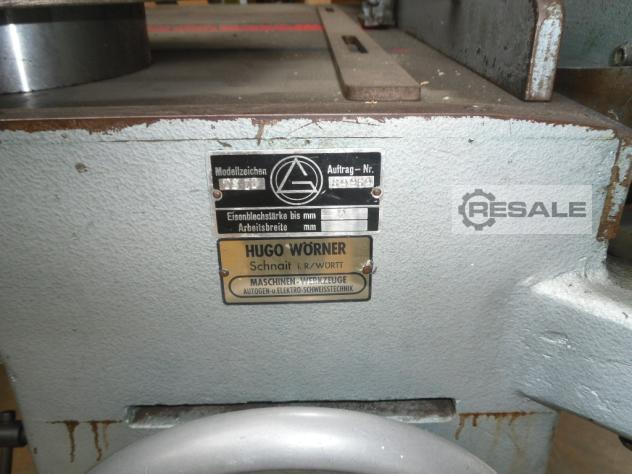 RESALE
Modellzeichen Auftrag-Nr.
Eisenblechstärke bis mm
Arbeitsbreite mm
HUGO WÖRNER
Schnait i.R/WÜRTT
MASCHINEN-WERKZEUGE
AUTOGEN-u.ELEKTRO-SCHWEISSTECHNIK